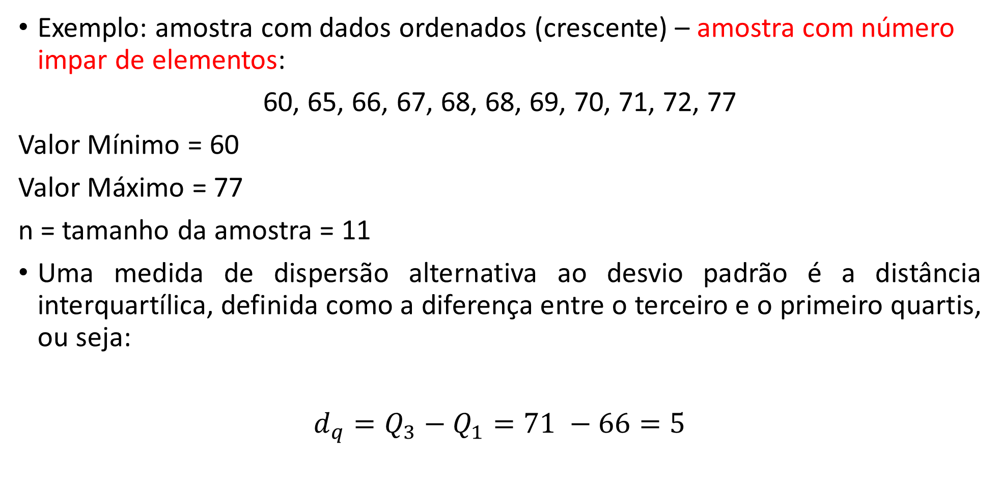 • Exemplo: amostra com dados ordenados (crescente) – amostra com número
impar de elementos:
60, 65, 66, 67, 68, 68, 69, 70, 71, 72, 77
Valor Mínimo = 60
Valor Máximo = 77
n = tamanho da amostra = 11
• Uma medida de dispersão alternativa ao desvio padrão é a distância
interquartílica, definida como a diferença entre o terceiro e o primeiro quartis,
ou seja:
d_q = Q_3 − Q_1 = 71 − 66 = 5